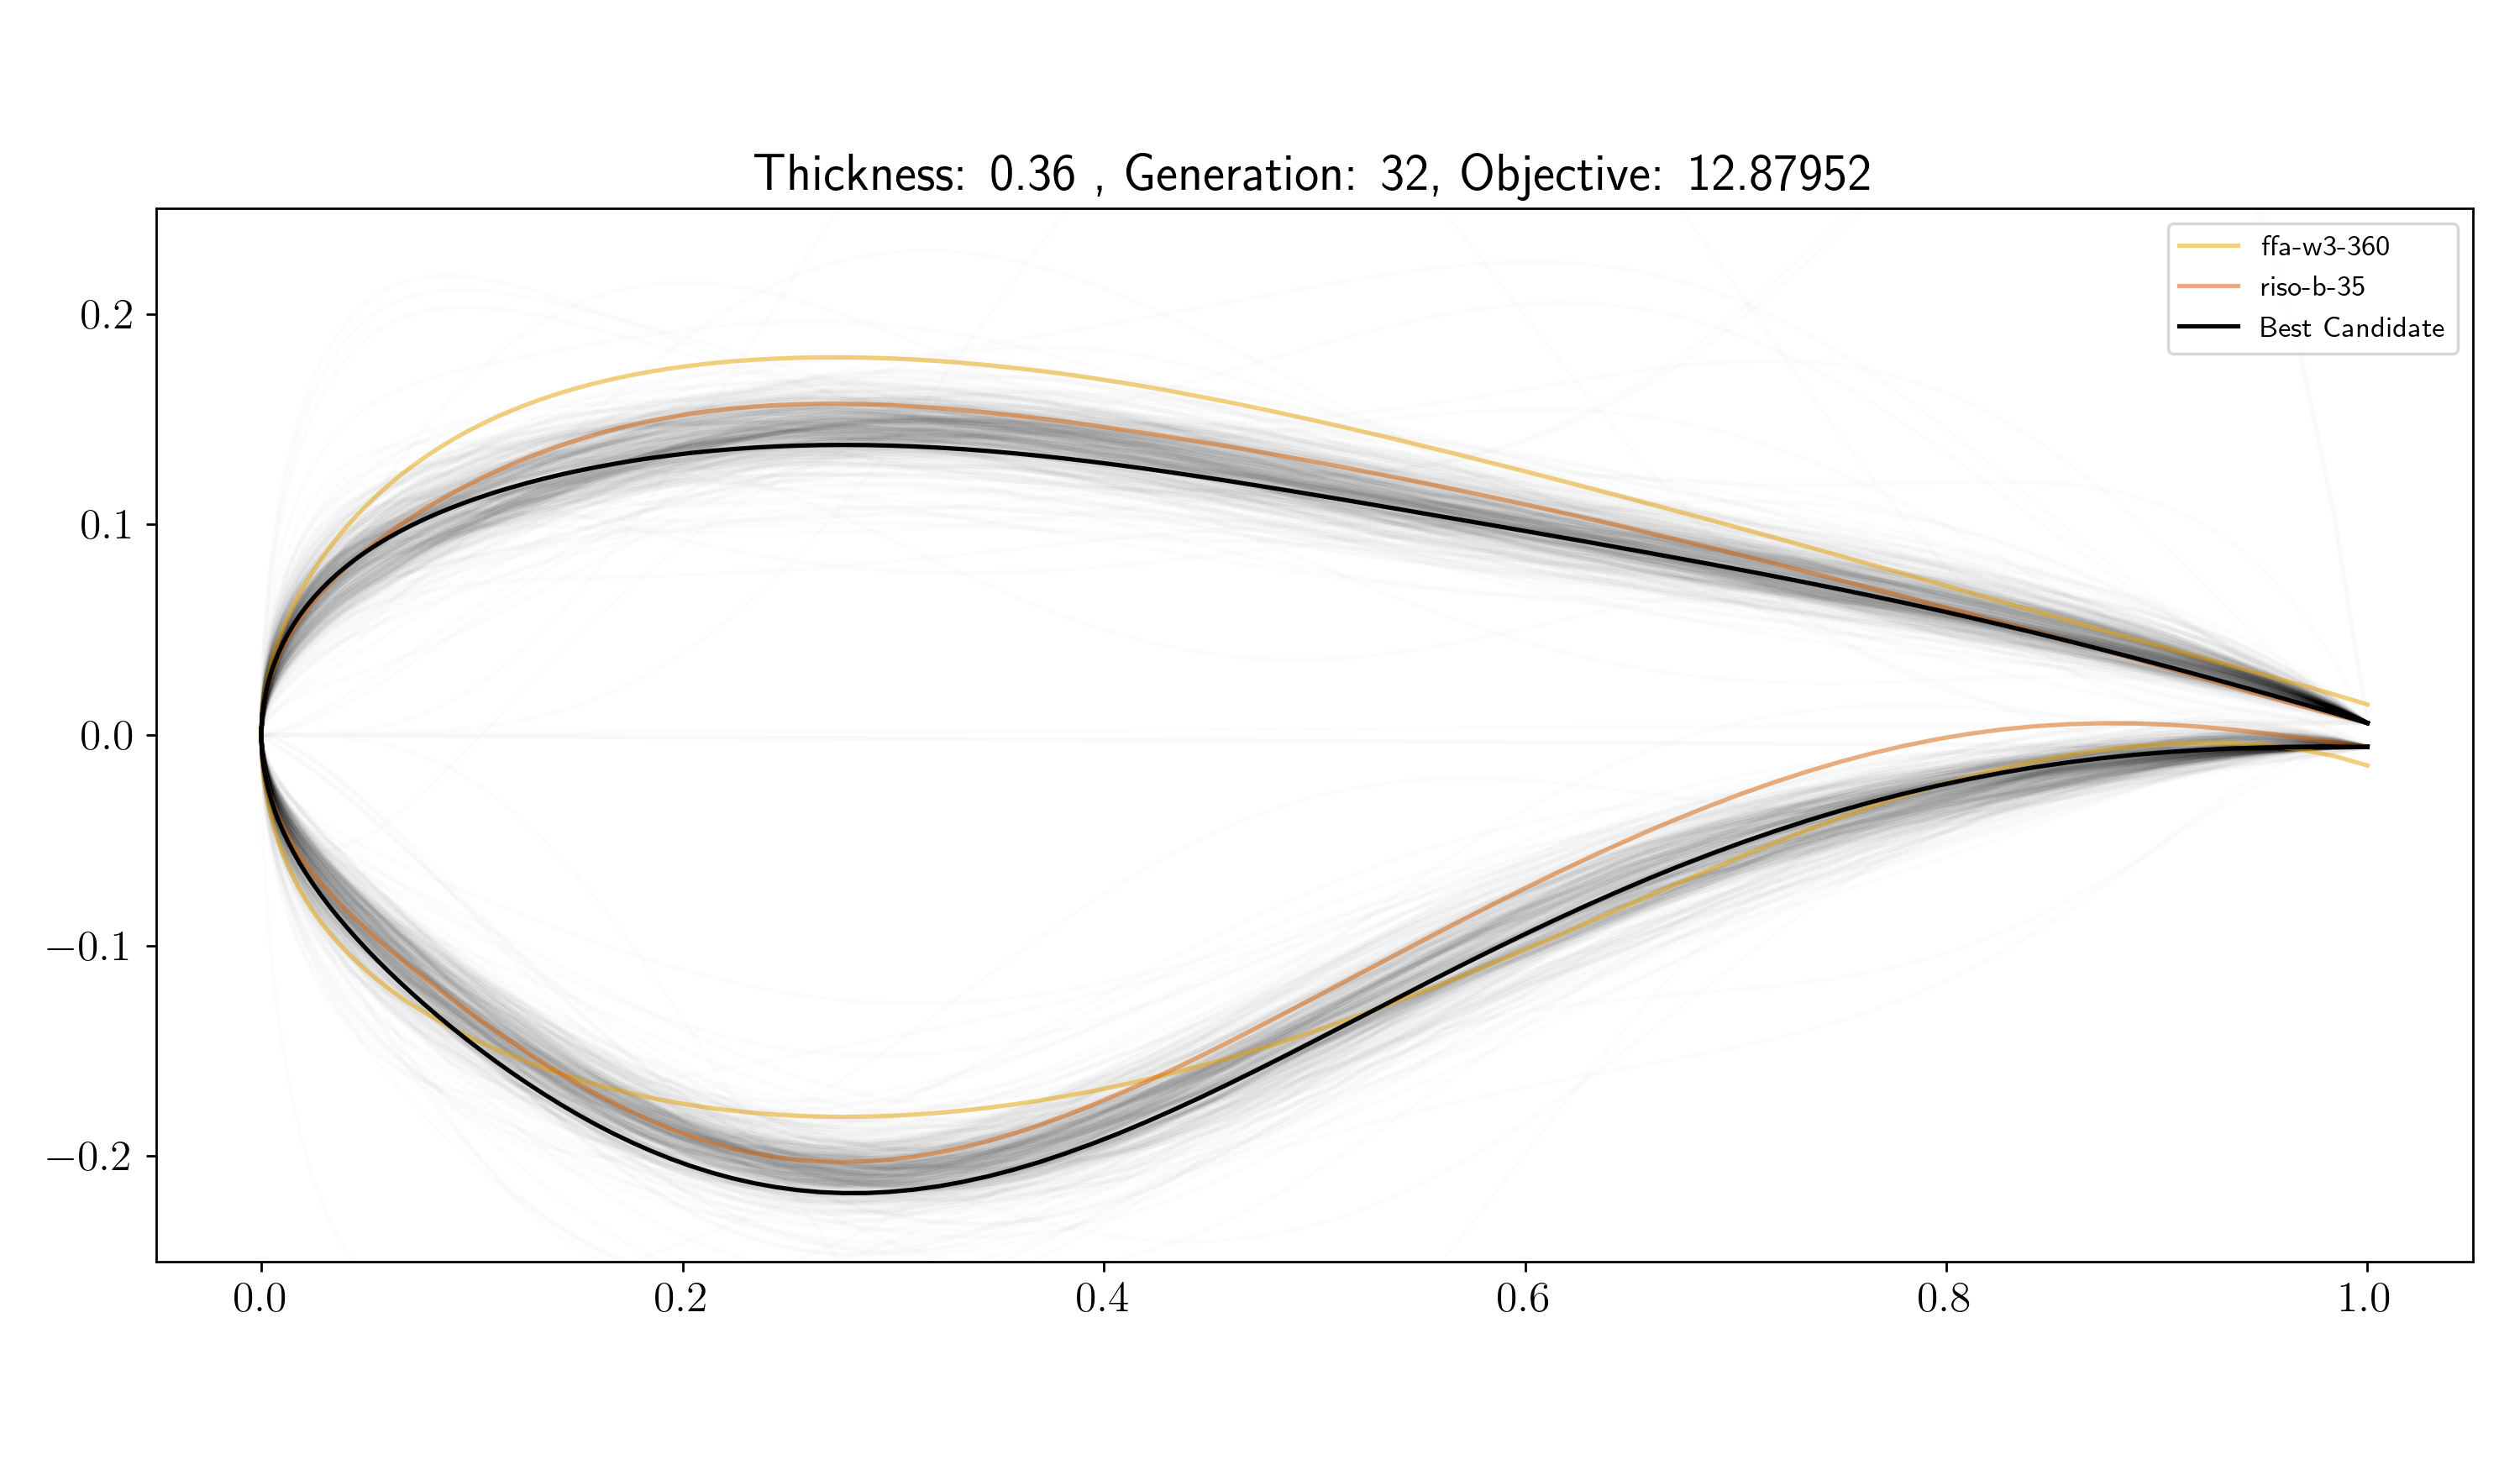 Thickness: 0.36 , Generation: 32, Objective: 12.87952
ffa-w3-360
riso-b-35
Best Candidate
0.2
0.1
0.0
−0.1
−0.2
0.0 0.2 0.4 0.6 0.8 1.0